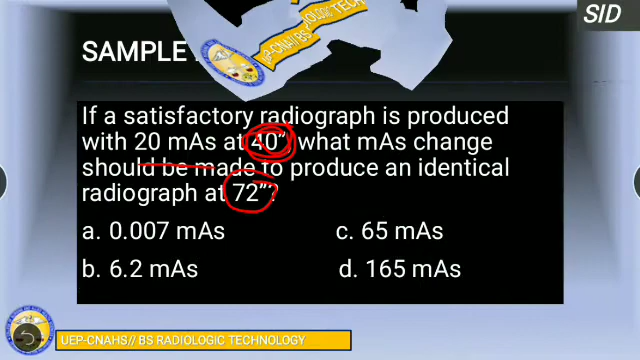 SID
SAMPLE
If a satisfactory radiograph is produced
with 20 mAs at 40” what mAs change
should be made to produce an identical
radiograph at 72”?
a. 0.007 mAs
c. 65 mAs
b. 6.2 mAs
d. 165 mAs
UEP-CNAHS// BS RADIOLOGIC TECHNOLOGY